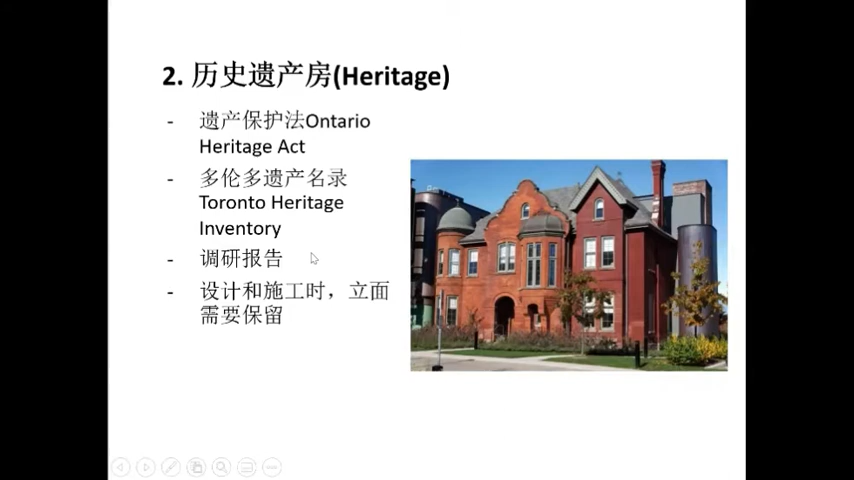 2. 历史遗产房(Heritage)
- 遗产保护法Ontario
Heritage Act
- 多伦多遗产名录
Toronto Heritage
Inventory
- 调研报告
- 设计和施工时，立面
需要保留